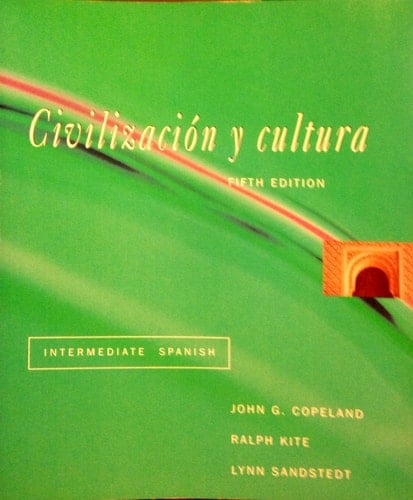 Civilización y cultura
FIFTH EDITION
INTERMEDIATE SPANISH
JOHN G. COPELAND
RALPH KITE
LYNN SANDSTEDT